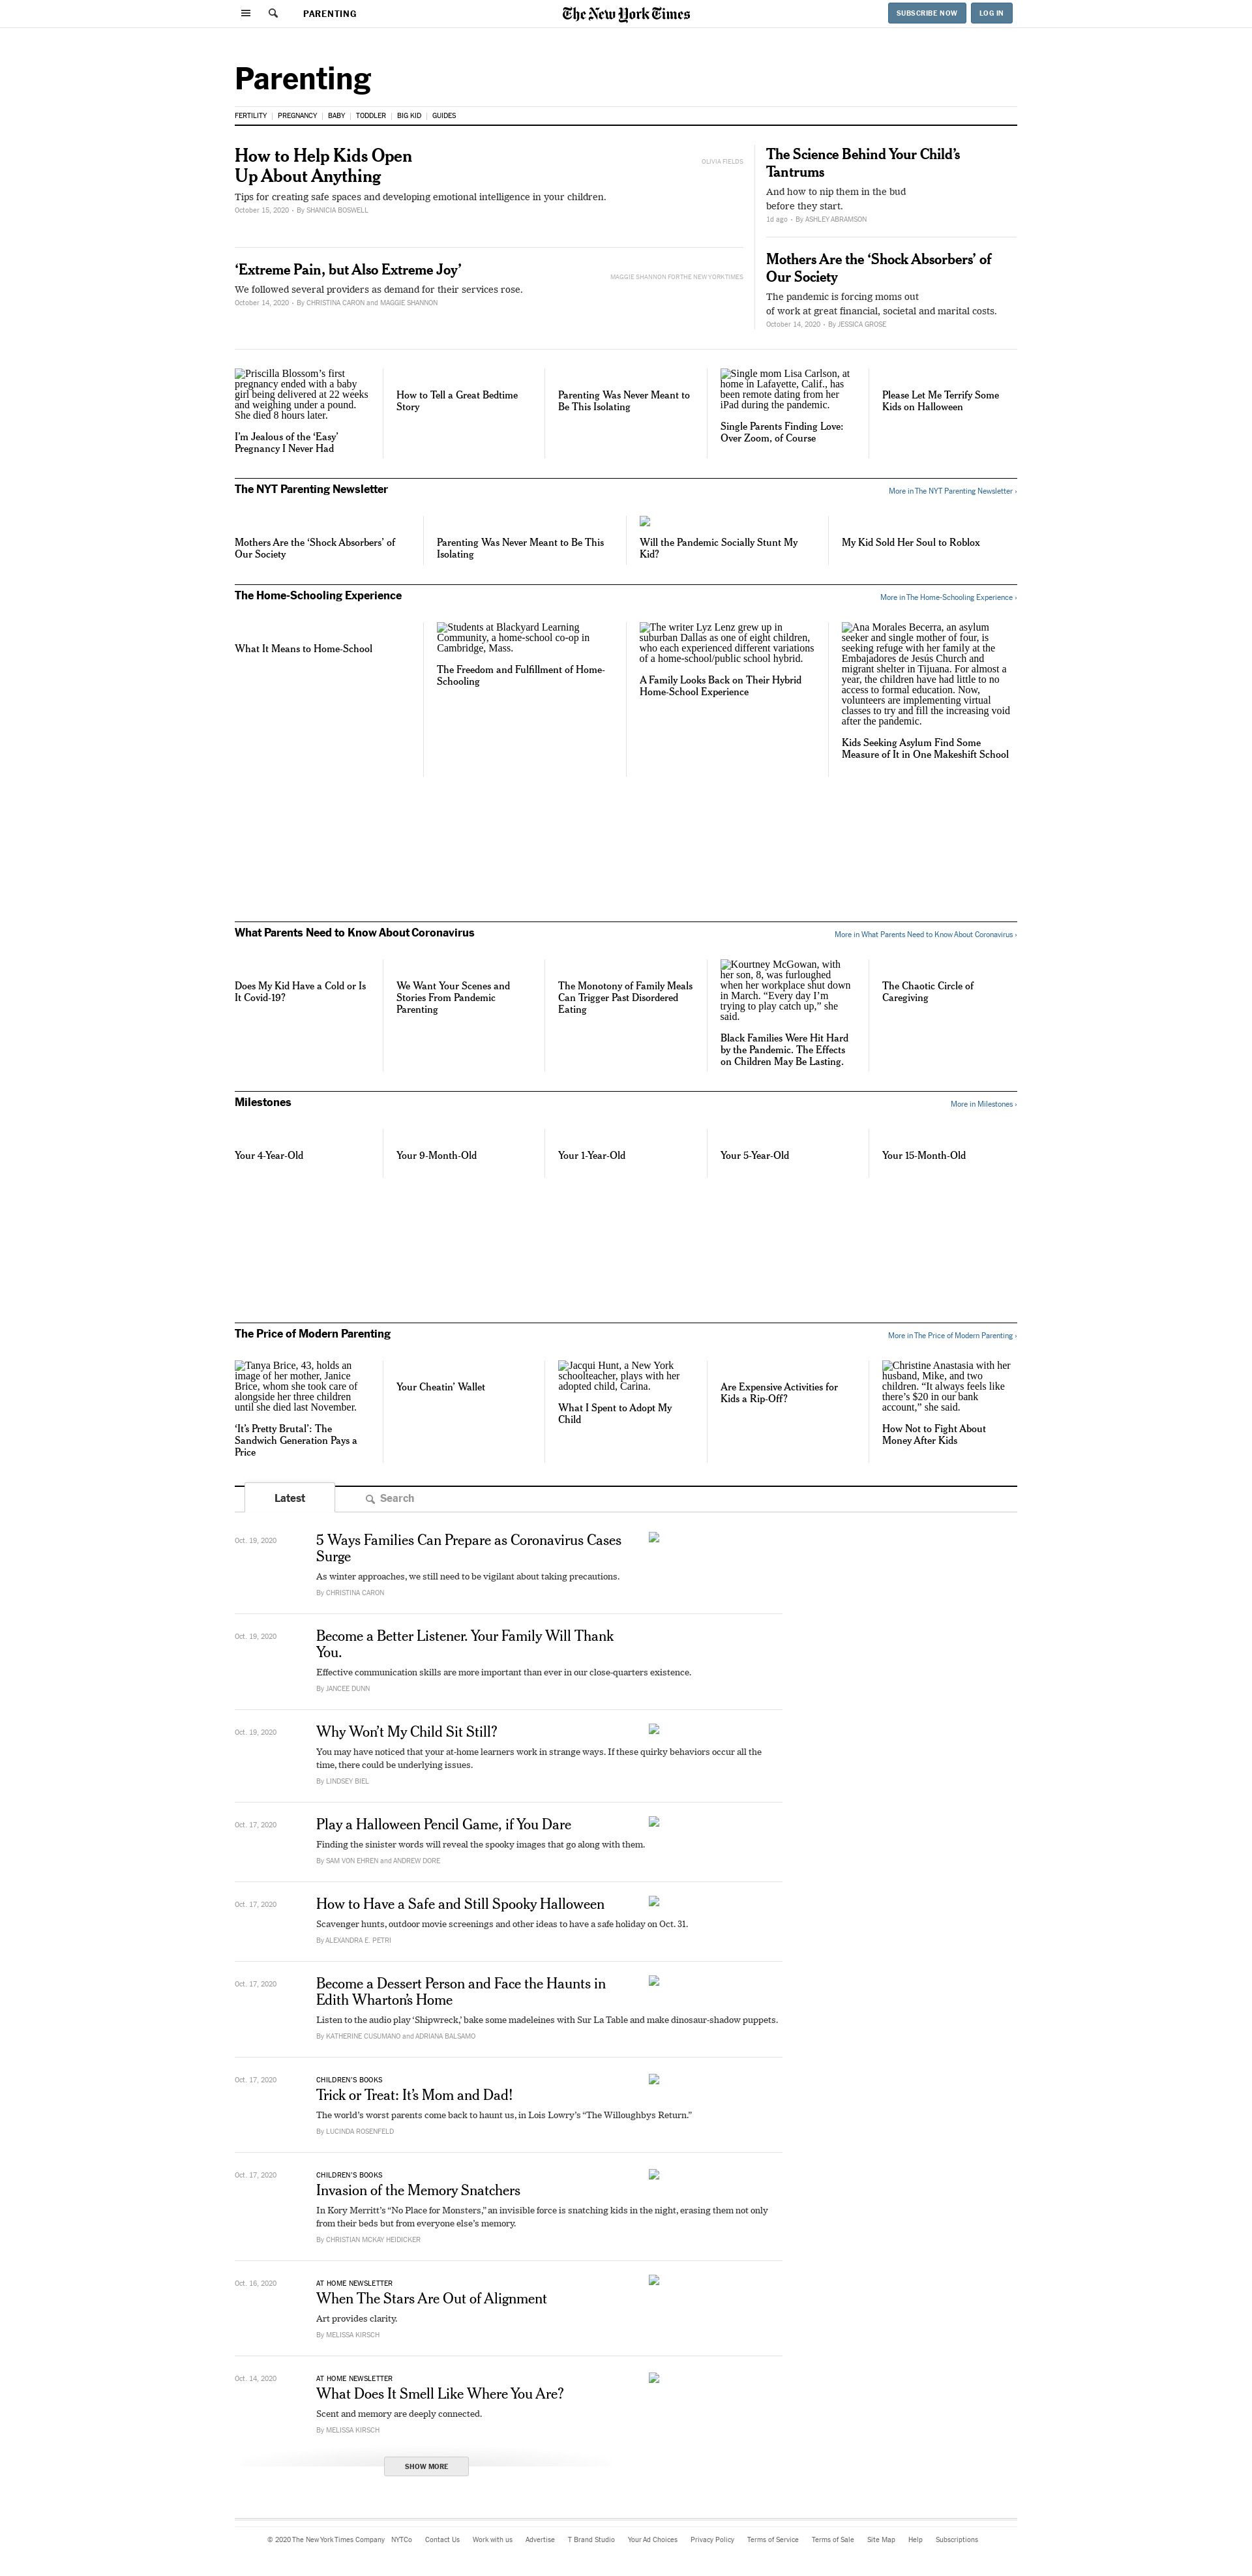 PARENTING
The New York Times
SUBSCRIBE NOW
LOG IN
Parenting
FERTILITY | PREGNANCY | BABY | TODDLER | BIG KID | GUIDES
How to Help Kids Open
Up About Anything
OLIVIA FIELDS
Tips for creating safe spaces and developing emotional intelligence in your children.
October 15, 2020 • By SHANICIA BOSWELL
‘Extreme Pain, but Also Extreme Joy’
MAGGIE SHANNON FOR THE NEW YORK TIMES
We followed several providers as demand for their services rose.
October 14, 2020 • By CHRISTINA CARON and MAGGIE SHANNON
The Science Behind Your Child’s
Tantrums
And how to nip them in the bud
before they start.
1d ago • By ASHLEY ABRAMSON
Mothers Are the ‘Shock Absorbers’ of
Our Society
The pandemic is forcing moms out
of work at great financial, societal and marital costs.
October 14, 2020 • By JESSICA GROSE
Priscilla Blossom’s first
pregnancy ended with a baby
girl being delivered at 22 weeks
and weighing under a pound.
She died 8 hours later.
I’m Jealous of the ‘Easy’
Pregnancy I Never Had
How to Tell a Great Bedtime
Story
Parenting Was Never Meant to
Be This Isolating
Single mom Lisa Carlson, at
home in Lafayette, Calif., has
been remote dating from her
iPad during the pandemic.
Single Parents Finding Love:
Over Zoom, of Course
Please Let Me Terrify Some
Kids on Halloween
The NYT Parenting Newsletter
More in The NYT Parenting Newsletter ›
Mothers Are the ‘Shock Absorbers’ of
Our Society
Parenting Was Never Meant to Be This
Isolating
Will the Pandemic Socially Stunt My
Kid?
My Kid Sold Her Soul to Roblox
The Home-Schooling Experience
More in The Home-Schooling Experience ›
What It Means to Home-School
Students at Blackyard Learning
Community, a home-school co-op in
Cambridge, Mass.
The Freedom and Fulfillment of Home-
Schooling
The writer Lyz Lenz grew up in
suburban Dallas as one of eight children,
who each experienced different variations
of a home-school/public school hybrid.
A Family Looks Back on Their Hybrid
Home-School Experience
Ana Morales Becerra, an asylum
seeker and single mother of four, is
seeking refuge with her family at the
Embajadores de Jesús Church and
migrant shelter in Tijuana. For almost a
year, the children have had little to no
access to formal education. Now,
volunteers are implementing virtual
classes to try and fill the increasing void
after the pandemic.
Kids Seeking Asylum Find Some
Measure of It in One Makeshift School
What Parents Need to Know About Coronavirus
More in What Parents Need to Know About Coronavirus ›
Does My Kid Have a Cold or Is
It Covid-19?
We Want Your Scenes and
Stories From Pandemic
Parenting
The Monotony of Family Meals
Can Trigger Past Disordered
Eating
Kourtney McGowan, with
her son, 8, was furloughed
when her workplace shut down
in March. “Every day I’m
trying to play catch up,” she
said.
Black Families Were Hit Hard
by the Pandemic. The Effects
on Children May Be Lasting.
The Chaotic Circle of
Caregiving
Milestones
More in Milestones ›
Your 4-Year-Old
Your 9-Month-Old
Your 1-Year-Old
Your 5-Year-Old
Your 15-Month-Old
The Price of Modern Parenting
More in The Price of Modern Parenting ›
Tanya Brice, 43, holds an
image of her mother, Janice
Brice, whom she took care of
alongside her three children
until she died last November.
‘It’s Pretty Brutal’: The
Sandwich Generation Pays a
Price
Your Cheatin’ Wallet
Jacqui Hunt, a New York
schoolteacher, plays with her
adopted child, Carina.
What I Spent to Adopt My
Child
Are Expensive Activities for
Kids a Rip-Off?
Christine Anastasia with her
husband, Mike, and two
children. “It always feels like
there’s $20 in our bank
account,” she said.
How Not to Fight About
Money After Kids
Latest
Search
Oct. 19, 2020
5 Ways Families Can Prepare as Coronavirus Cases
Surge
As winter approaches, we still need to be vigilant about taking precautions.
By CHRISTINA CARON
Oct. 19, 2020
Become a Better Listener. Your Family Will Thank
You.
Effective communication skills are more important than ever in our close-quarters existence.
By JANCEE DUNN
Oct. 19, 2020
Why Won’t My Child Sit Still?
You may have noticed that your at-home learners work in strange ways. If these quirky behaviors occur all the
time, there could be underlying issues.
By LINDSEY BIEL
Oct. 17, 2020
Play a Halloween Pencil Game, if You Dare
Finding the sinister words will reveal the spooky images that go along with them.
By SAM VON EHREN and ANDREW DORE
Oct. 17, 2020
How to Have a Safe and Still Spooky Halloween
Scavenger hunts, outdoor movie screenings and other ideas to have a safe holiday on Oct. 31.
By ALEXANDRA E. PETRI
Oct. 17, 2020
Become a Dessert Person and Face the Haunts in
Edith Wharton’s Home
Listen to the audio play ‘Shipwreck,’ bake some madeleines with Sur La Table and make dinosaur-shadow puppets.
By KATHERINE CUSUMANO and ADRIANA BALSAMO
Oct. 17, 2020
CHILDREN’S BOOKS
Trick or Treat: It’s Mom and Dad!
The world’s worst parents come back to haunt us, in Lois Lowry’s “The Willoughbys Return.”
By LUCINDA ROSENFELD
Oct. 17, 2020
CHILDREN’S BOOKS
Invasion of the Memory Snatchers
In Kory Merritt’s “No Place for Monsters,” an invisible force is snatching kids in the night, erasing them not only
from their beds but from everyone else’s memory.
By CHRISTIAN MCKAY HEIDICKER
Oct. 16, 2020
AT HOME NEWSLETTER
When The Stars Are Out of Alignment
Art provides clarity.
By MELISSA KIRSCH
Oct. 14, 2020
AT HOME NEWSLETTER
What Does It Smell Like Where You Are?
Scent and memory are deeply connected.
By MELISSA KIRSCH
SHOW MORE
© 2020 The New York Times Company NYTCo Contact Us Work with us Advertise T Brand Studio Your Ad Choices Privacy Policy Terms of Service Terms of Sale Site Map Help Subscriptions